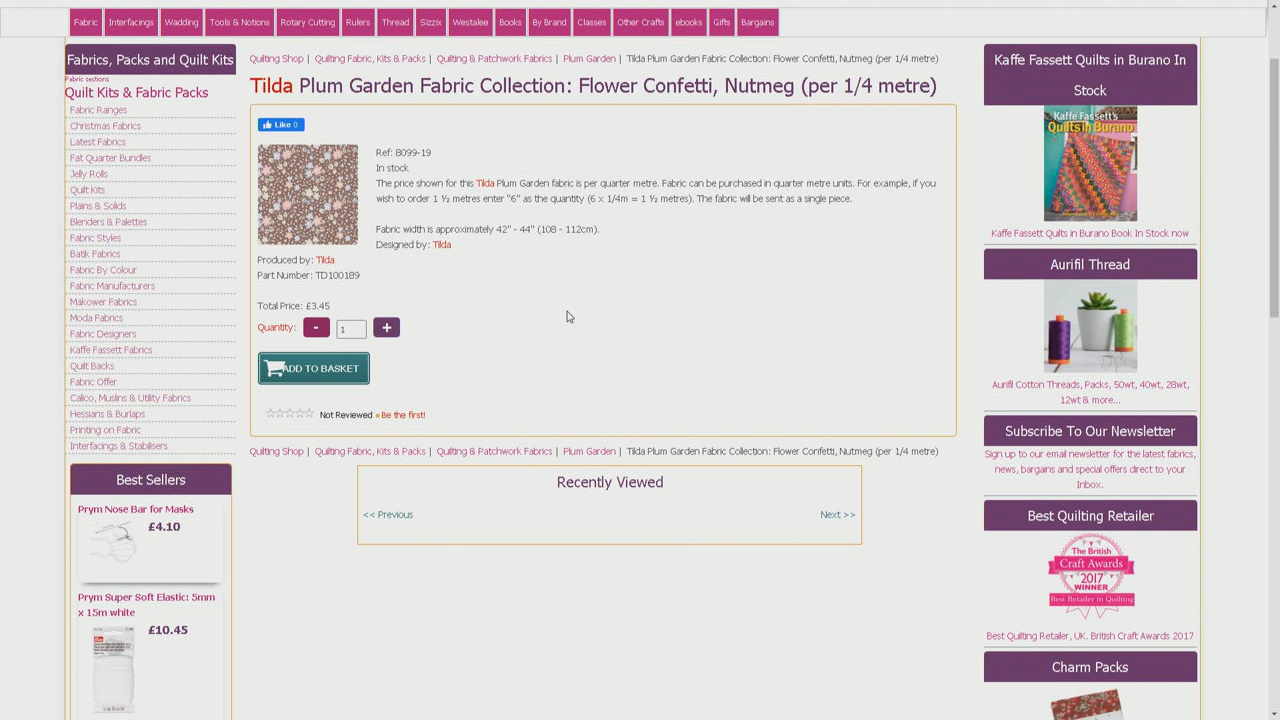 Fabric
Interfacings
Wadding
Tools & Notions
Rotary Cutting
Rulers
Thread
Sizzix
Westalee
Books
By Brand
Classes
Other Crafts
ebooks
Gifts
Bargains
Fabrics, Packs and Quilt Kits
Fabric sections
Quilt Kits & Fabric Packs
Fabric Ranges
Christmas Fabrics
Latest Fabrics
Fat Quarter Bundles
Jelly Rolls
Quilt Kits
Plains & Solids
Blenders & Palettes
Fabric Styles
Batik Fabrics
Fabric By Colour
Fabric Manufacturers
Makower Fabrics
Moda Fabrics
Fabric Designers
Kaffe Fassett Fabrics
Quilt Backs
Fabric Offer
Calico, Muslins & Utility Fabrics
Hessians & Burlaps
Printing on Fabric
Interfacings & Stabilisers
Best Sellers
Prym Nose Bar for Masks
£4.10
Prym Super Soft Elastic: 5mm
x 15m white
£10.45
Quilting Shop | Quilting Fabric, Kits & Packs | Quilting & Patchwork Fabrics | Plum Garden | Tilda Plum Garden Fabric Collection: Flower Confetti, Nutmeg (per 1/4 metre)
Tilda Plum Garden Fabric Collection: Flower Confetti, Nutmeg (per 1/4 metre)
Like 0
Ref: 8099-19
In stock
The price shown for this Tilda Plum Garden fabric is per quarter metre. Fabric can be purchased in quarter metre units. For example, if you
wish to order 1 ½ metres enter "6" as the quantity (6 x 1/4m = 1 ½ metres). The fabric will be sent as a single piece.
Fabric width is approximately 42" - 44" (108 - 112cm).
Designed by: Tilda
Produced by: Tilda
Part Number: TD100189
Total Price: £3.45
Quantity: - 1 +
ADD TO BASKET
Not Reviewed » Be the first!
Quilting Shop | Quilting Fabric, Kits & Packs | Quilting & Patchwork Fabrics | Plum Garden | Tilda Plum Garden Fabric Collection: Flower Confetti, Nutmeg (per 1/4 metre)
Recently Viewed
<< Previous
Next >>
Kaffe Fassett Quilts in Burano In
Stock
Kaffe Fassett's
Quilts in Burano
Kaffe Fassett Quilts in Burano Book In Stock now
Aurifil Thread
Aurifil Cotton Threads, Packs, 50wt, 40wt, 28wt,
12wt & more...
Subscribe To Our Newsletter
Sign up to our email newsletter for the latest fabrics,
news, bargains and special offers direct to your
Inbox.
Best Quilting Retailer
The British
Craft Awards
2017
WINNER
Best Retailer in Quilting
Best Quilting Retailer, UK. British Craft Awards 2017
Charm Packs